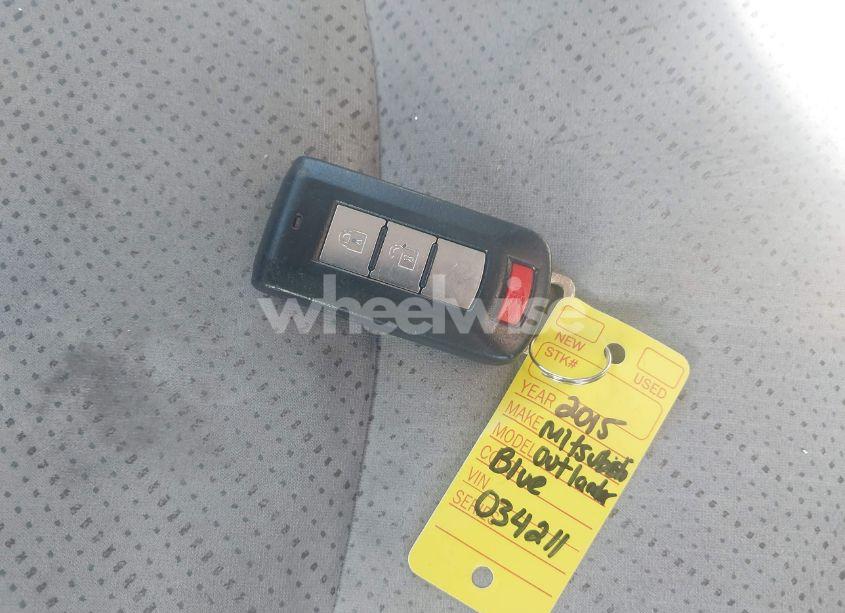 wheelwise
NEW
USED
STK#
YEAR 2015
MAKE Mitsubishi
MODEL Outlander
Blue
VIN 034211